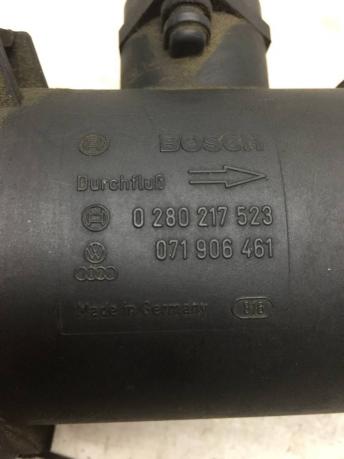 BOSCH
Durchfluß
0 280 217 523
071 906 461
Made in Germany